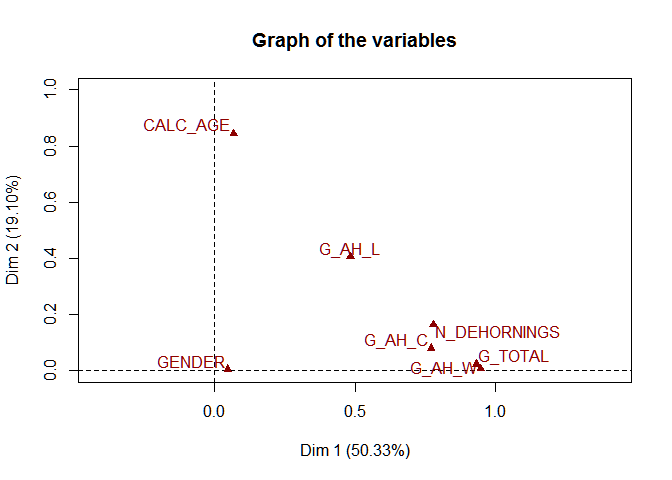 Graph of the variables
1.0
CALC_AGE
0.8
0.6
Dim 2 (19.10%)
G_AH_L
0.4
0.2
N_DEHORNINGS
G_AH_C
G_TOTAL
GENDER
G_AH_W
0.0
0.0 0.5 1.0
Dim 1 (50.33%)